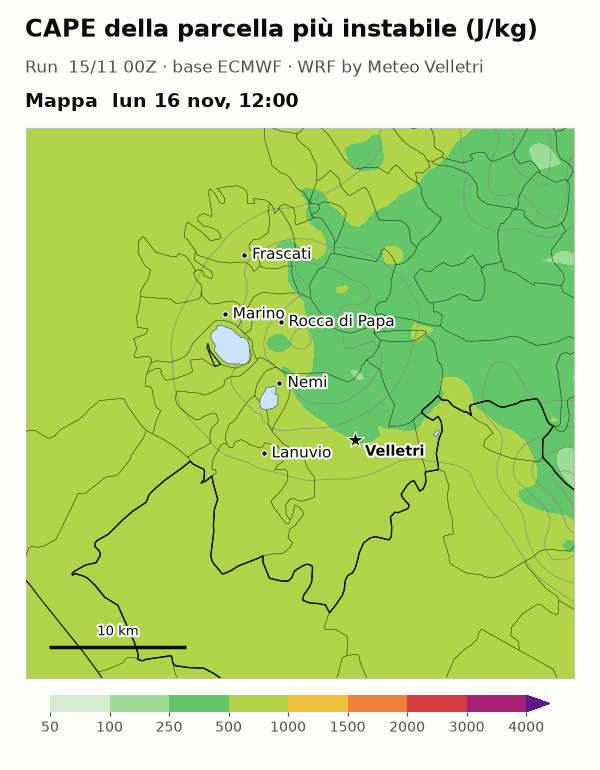 CAPE della parcella più instabile (J/kg)
Run  15/11 00Z · base ECMWF · WRF by Meteo Velletri
Mappa  lun 16 nov, 12:00
Frascati
Marino
Rocca di Papa
Nemi
Velletri
Lanuvio
10 km
50 100 250 500 1000 1500 2000 3000 4000